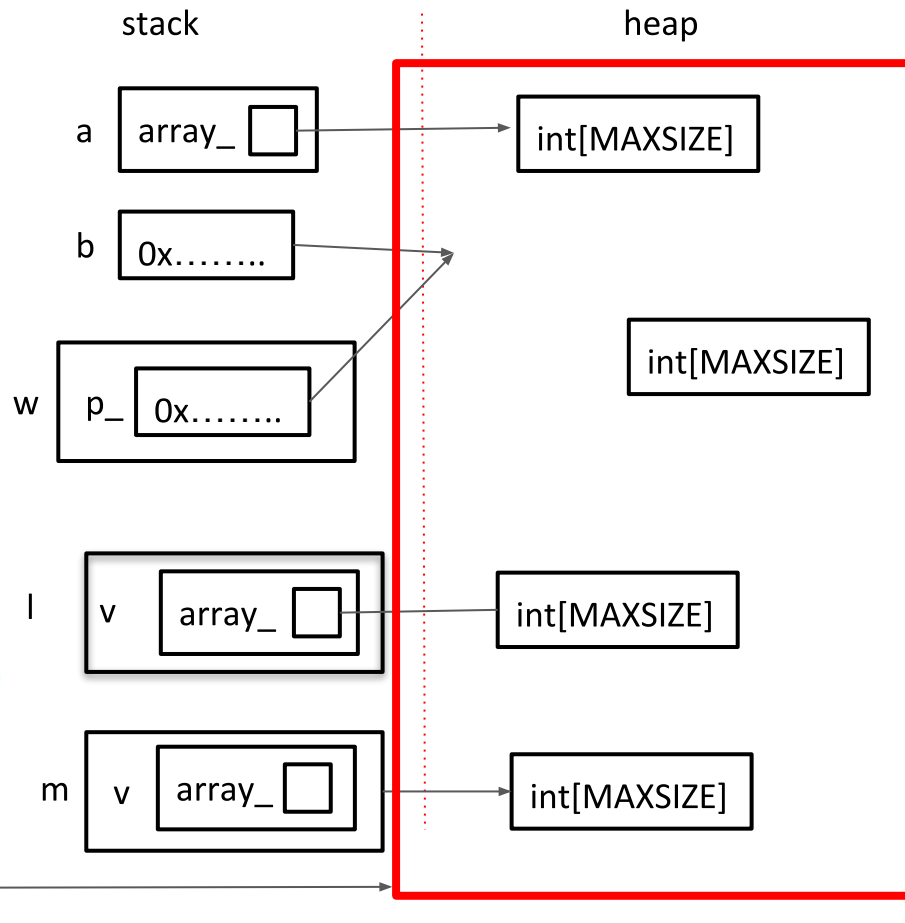 stack heap
a array_ int[MAXSIZE]
b 0x........
int[MAXSIZE]
w p_ 0x........
l v array_ int[MAXSIZE]
m v array_ int[MAXSIZE]